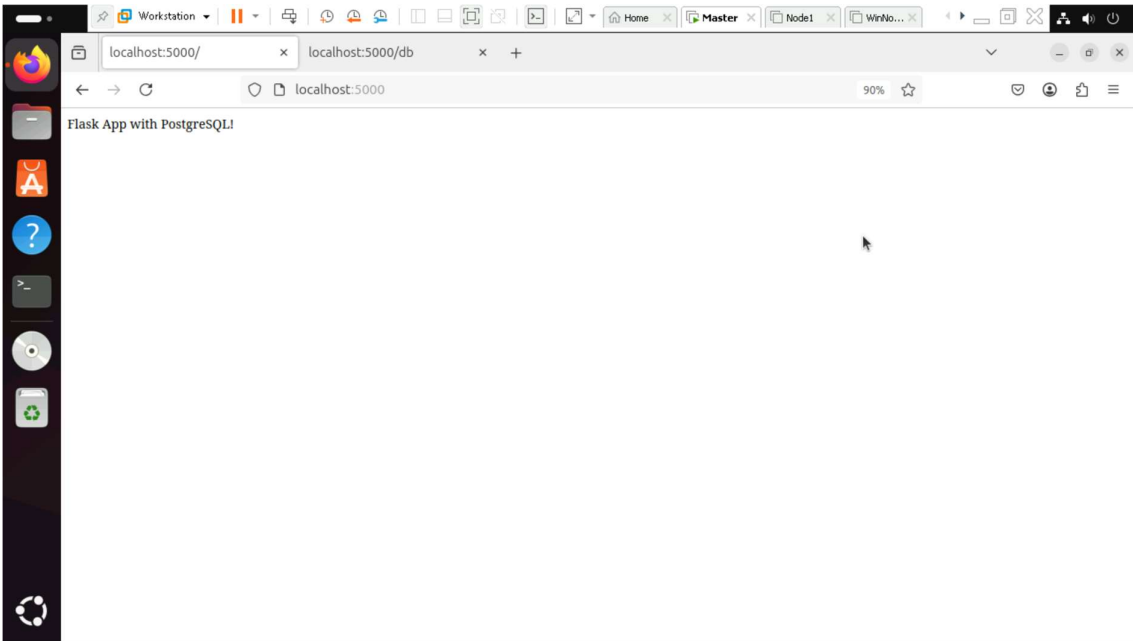 Workstation
Home
Master
Node1
WinNo...
localhost:5000/
localhost:5000/db
localhost:5000
90%
Flask App with PostgreSQL!